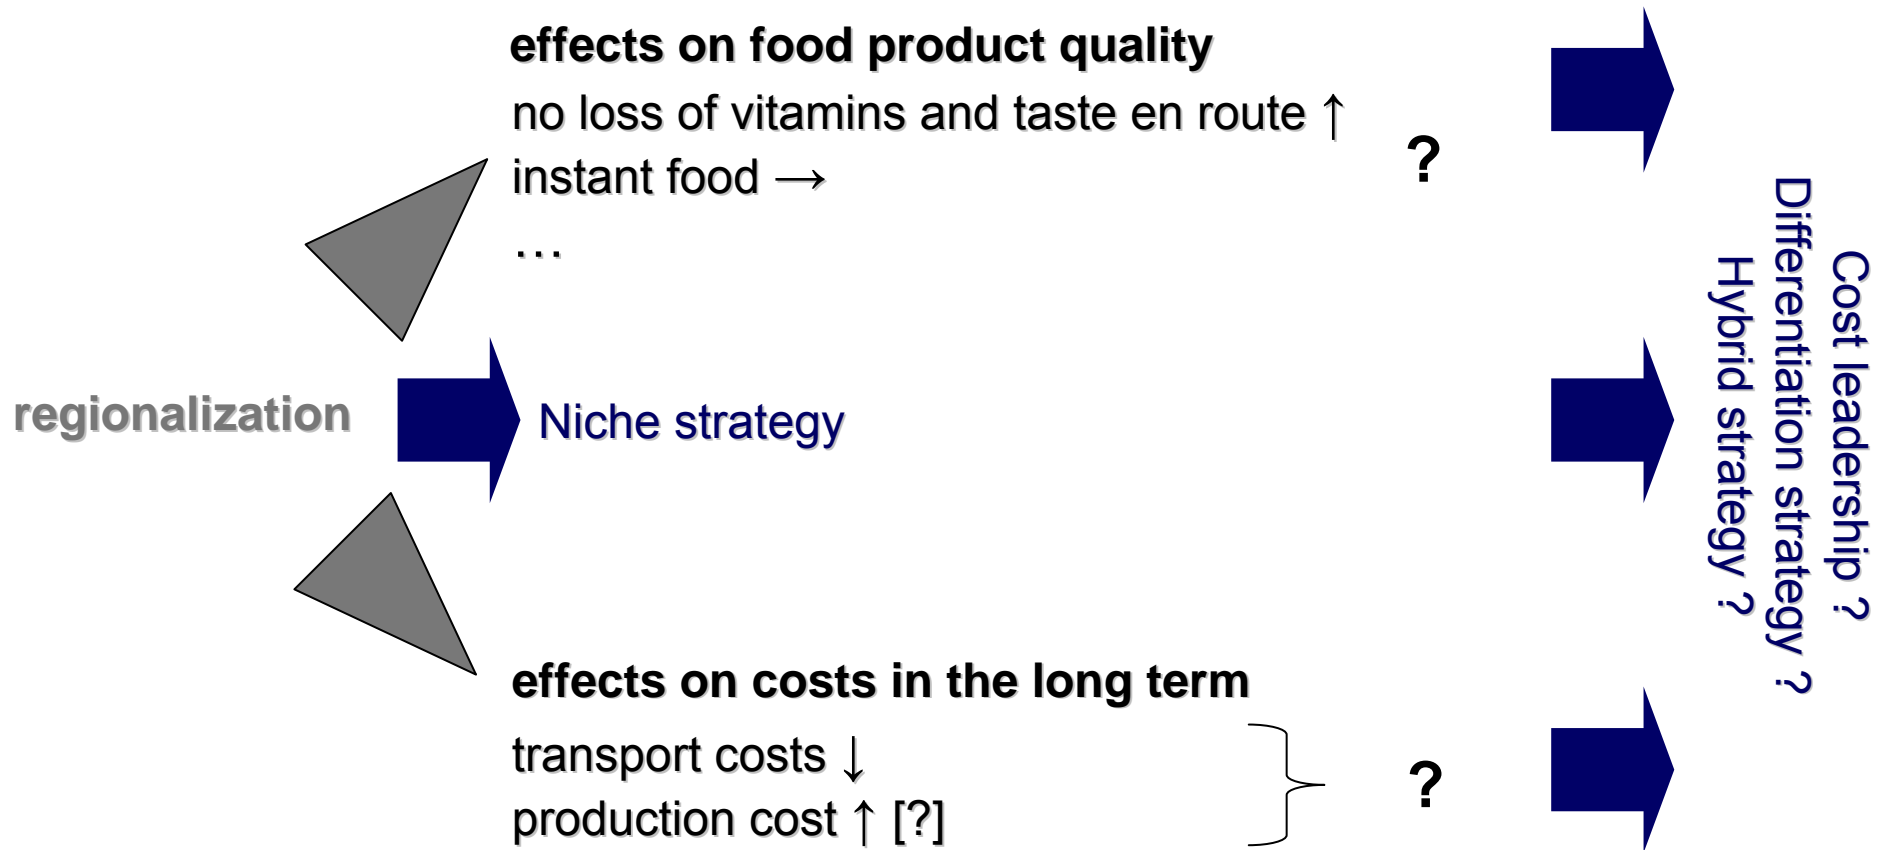 effects on food product quality
no loss of vitamins and taste en route ↑
instant food →
…
?
regionalization
Niche strategy
effects on costs in the long term
transport costs ↓
production cost ↑ [?]
?
Cost leadership ?
Differentiation strategy ?
Hybrid strategy ?